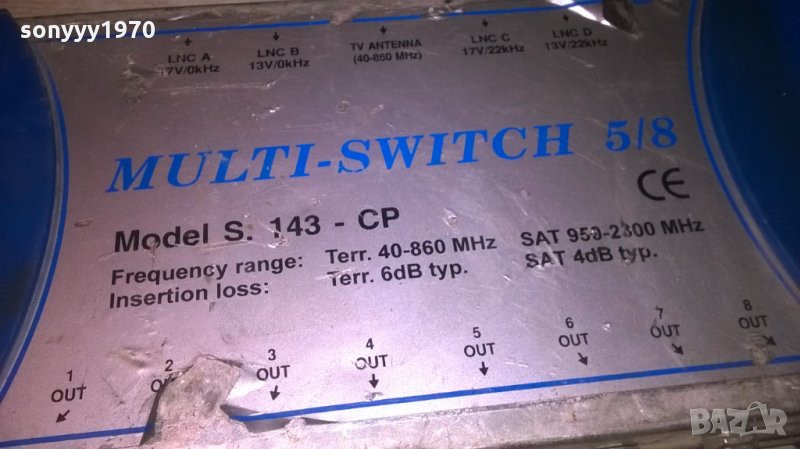 sonyyy1970
LNC A
17V/0kHz
LNC B
13V/0kHz
TV ANTENNA
(40-860 MHz)
LNC C
17V/22kHz
LNC D
13V/22kHz
MULTI-SWITCH 5/8
CE
Model S. 143 - CP
Frequency range: Terr. 40-860 MHz SAT 950-2300 MHz
Insertion loss: Terr. 6dB typ. SAT 4dB typ.
1
OUT
2
3
OUT
4
OUT
5
OUT
6
OUT
7
OUT
8
OUT
BAZAR